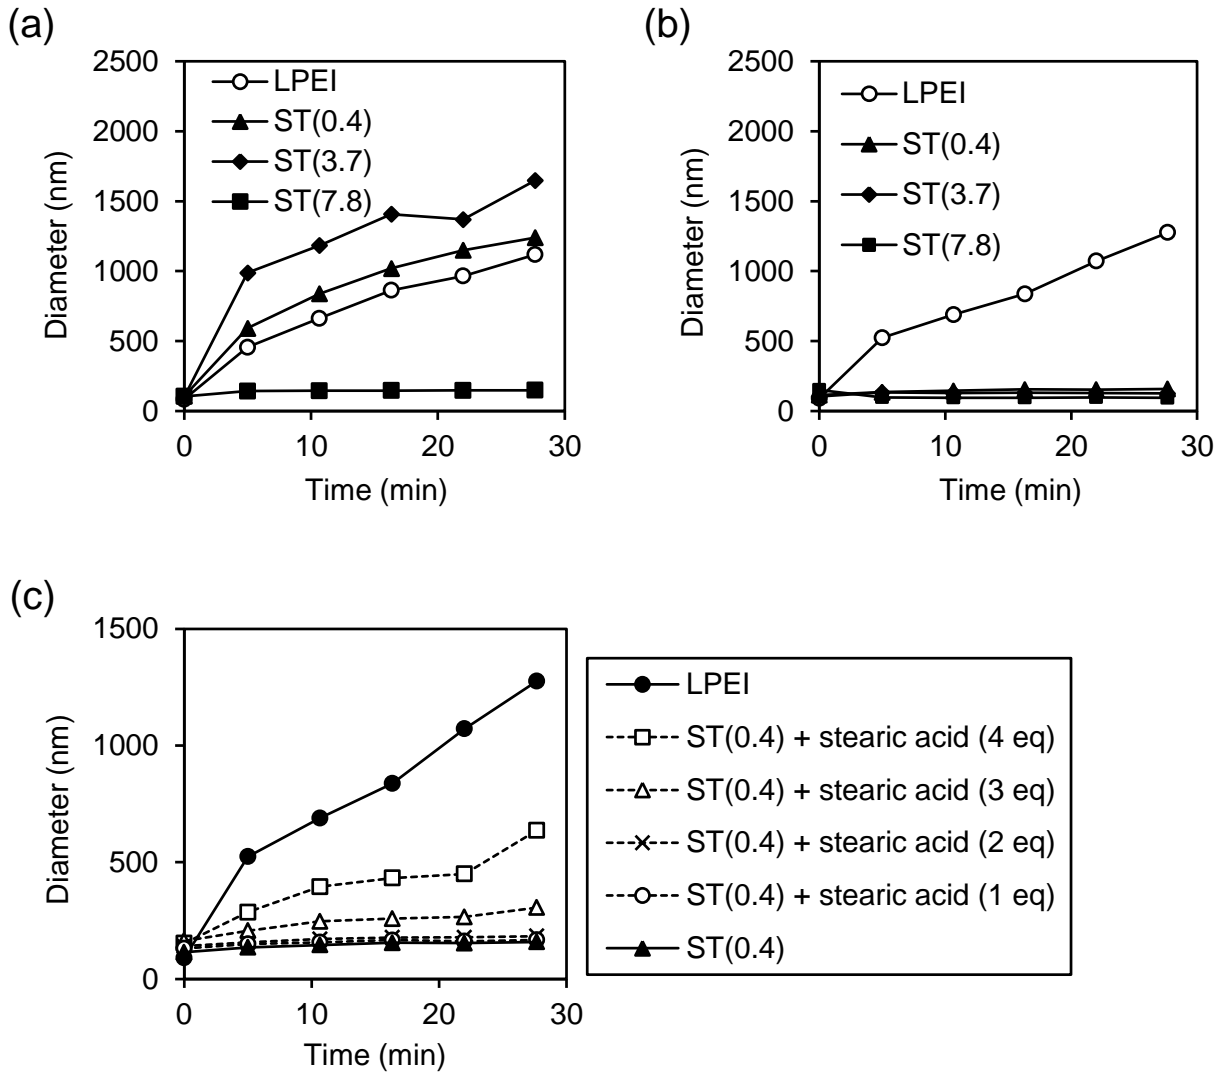 (a)
2500
2000
1500
1000
500
0
Diameter (nm)
LPEI
ST(0.4)
ST(3.7)
ST(7.8)
0 10 20 30
Time (min)
(b)
2500
2000
1500
1000
500
0
Diameter (nm)
LPEI
ST(0.4)
ST(3.7)
ST(7.8)
0 10 20 30
Time (min)
(c)
1500
1000
500
0
Diameter (nm)
0 10 20 30
Time (min)
LPEI
ST(0.4) + stearic acid (4 eq)
ST(0.4) + stearic acid (3 eq)
ST(0.4) + stearic acid (2 eq)
ST(0.4) + stearic acid (1 eq)
ST(0.4)